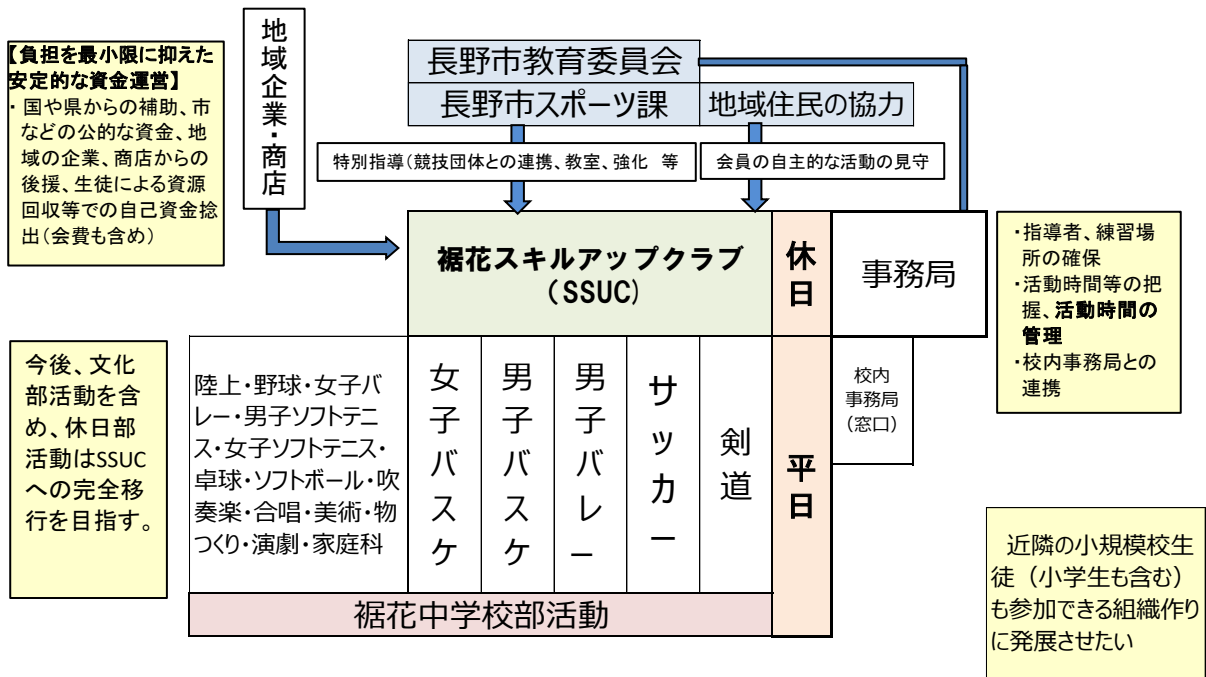 【負担を最小限に抑えた
安定的な資金運営】
・国や県からの補助、市
などの公的な資金、地
域の企業、商店からの
後援、生徒による資源
回収等での自己資金捻
出（会費も含め）
地域企業・商店
長野市教育委員会
長野市スポーツ課
地域住民の協力
特別指導（競技団体との連携、教室、強化　等
会員の自主的な活動の見守
裾花スキルアップクラブ
（SSUC）
休日
事務局
・指導者、練習場
所の確保
・活動時間等の把
握、活動時間の
管理
・校内事務局との
連携
今後、文化
部活動を含
め、休日部
活動はSSUC
への完全移
行を目指す。
陸上・野球・女子バ
レー・男子ソフトテニ
ス・女子ソフトテニス・
卓球・ソフトボール・吹
奏楽・合唱・美術・物
つくり・演劇・家庭科
女子バスケ
男子バスケ
男子バレー
サッカー
剣道
平日
校内
事務局
（窓口）
裾花中学校部活動
近隣の小規模校生
徒（小学生も含む）
も参加できる組織作り
に発展させたい